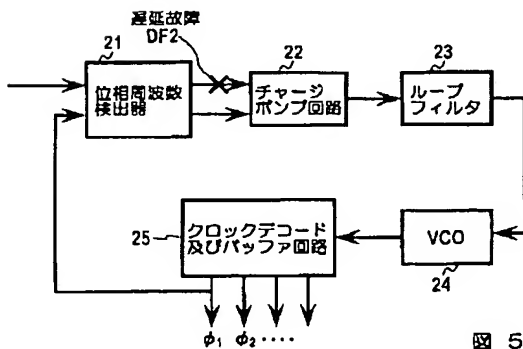 遅延故障
DF2
21
位相周波数
検出器
22
チャージ
ポンプ回路
23
ループ
フィルタ
25
クロックデコード
及びバッファ回路
VCO
24
φ1 φ2 ‥‥
図 5